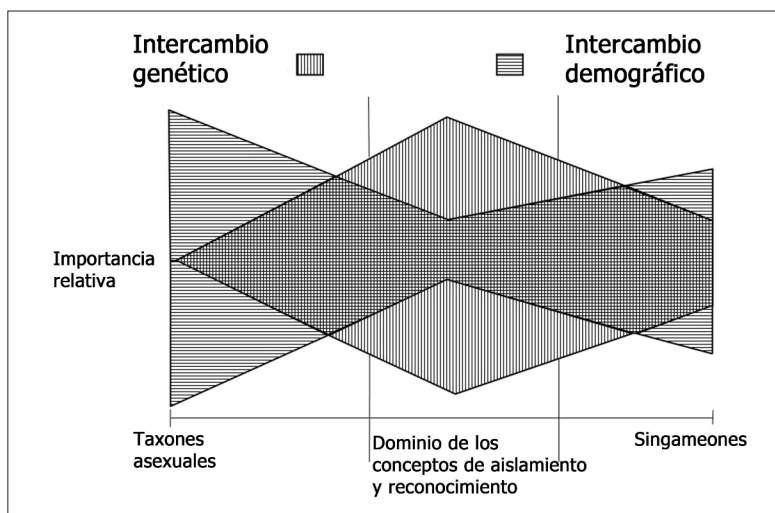 Intercambio
genético
Intercambio
demográfico
Importancia
relativa
Taxones
asexuales
Dominio de los
conceptos de aislamiento
y reconocimiento
Singameones